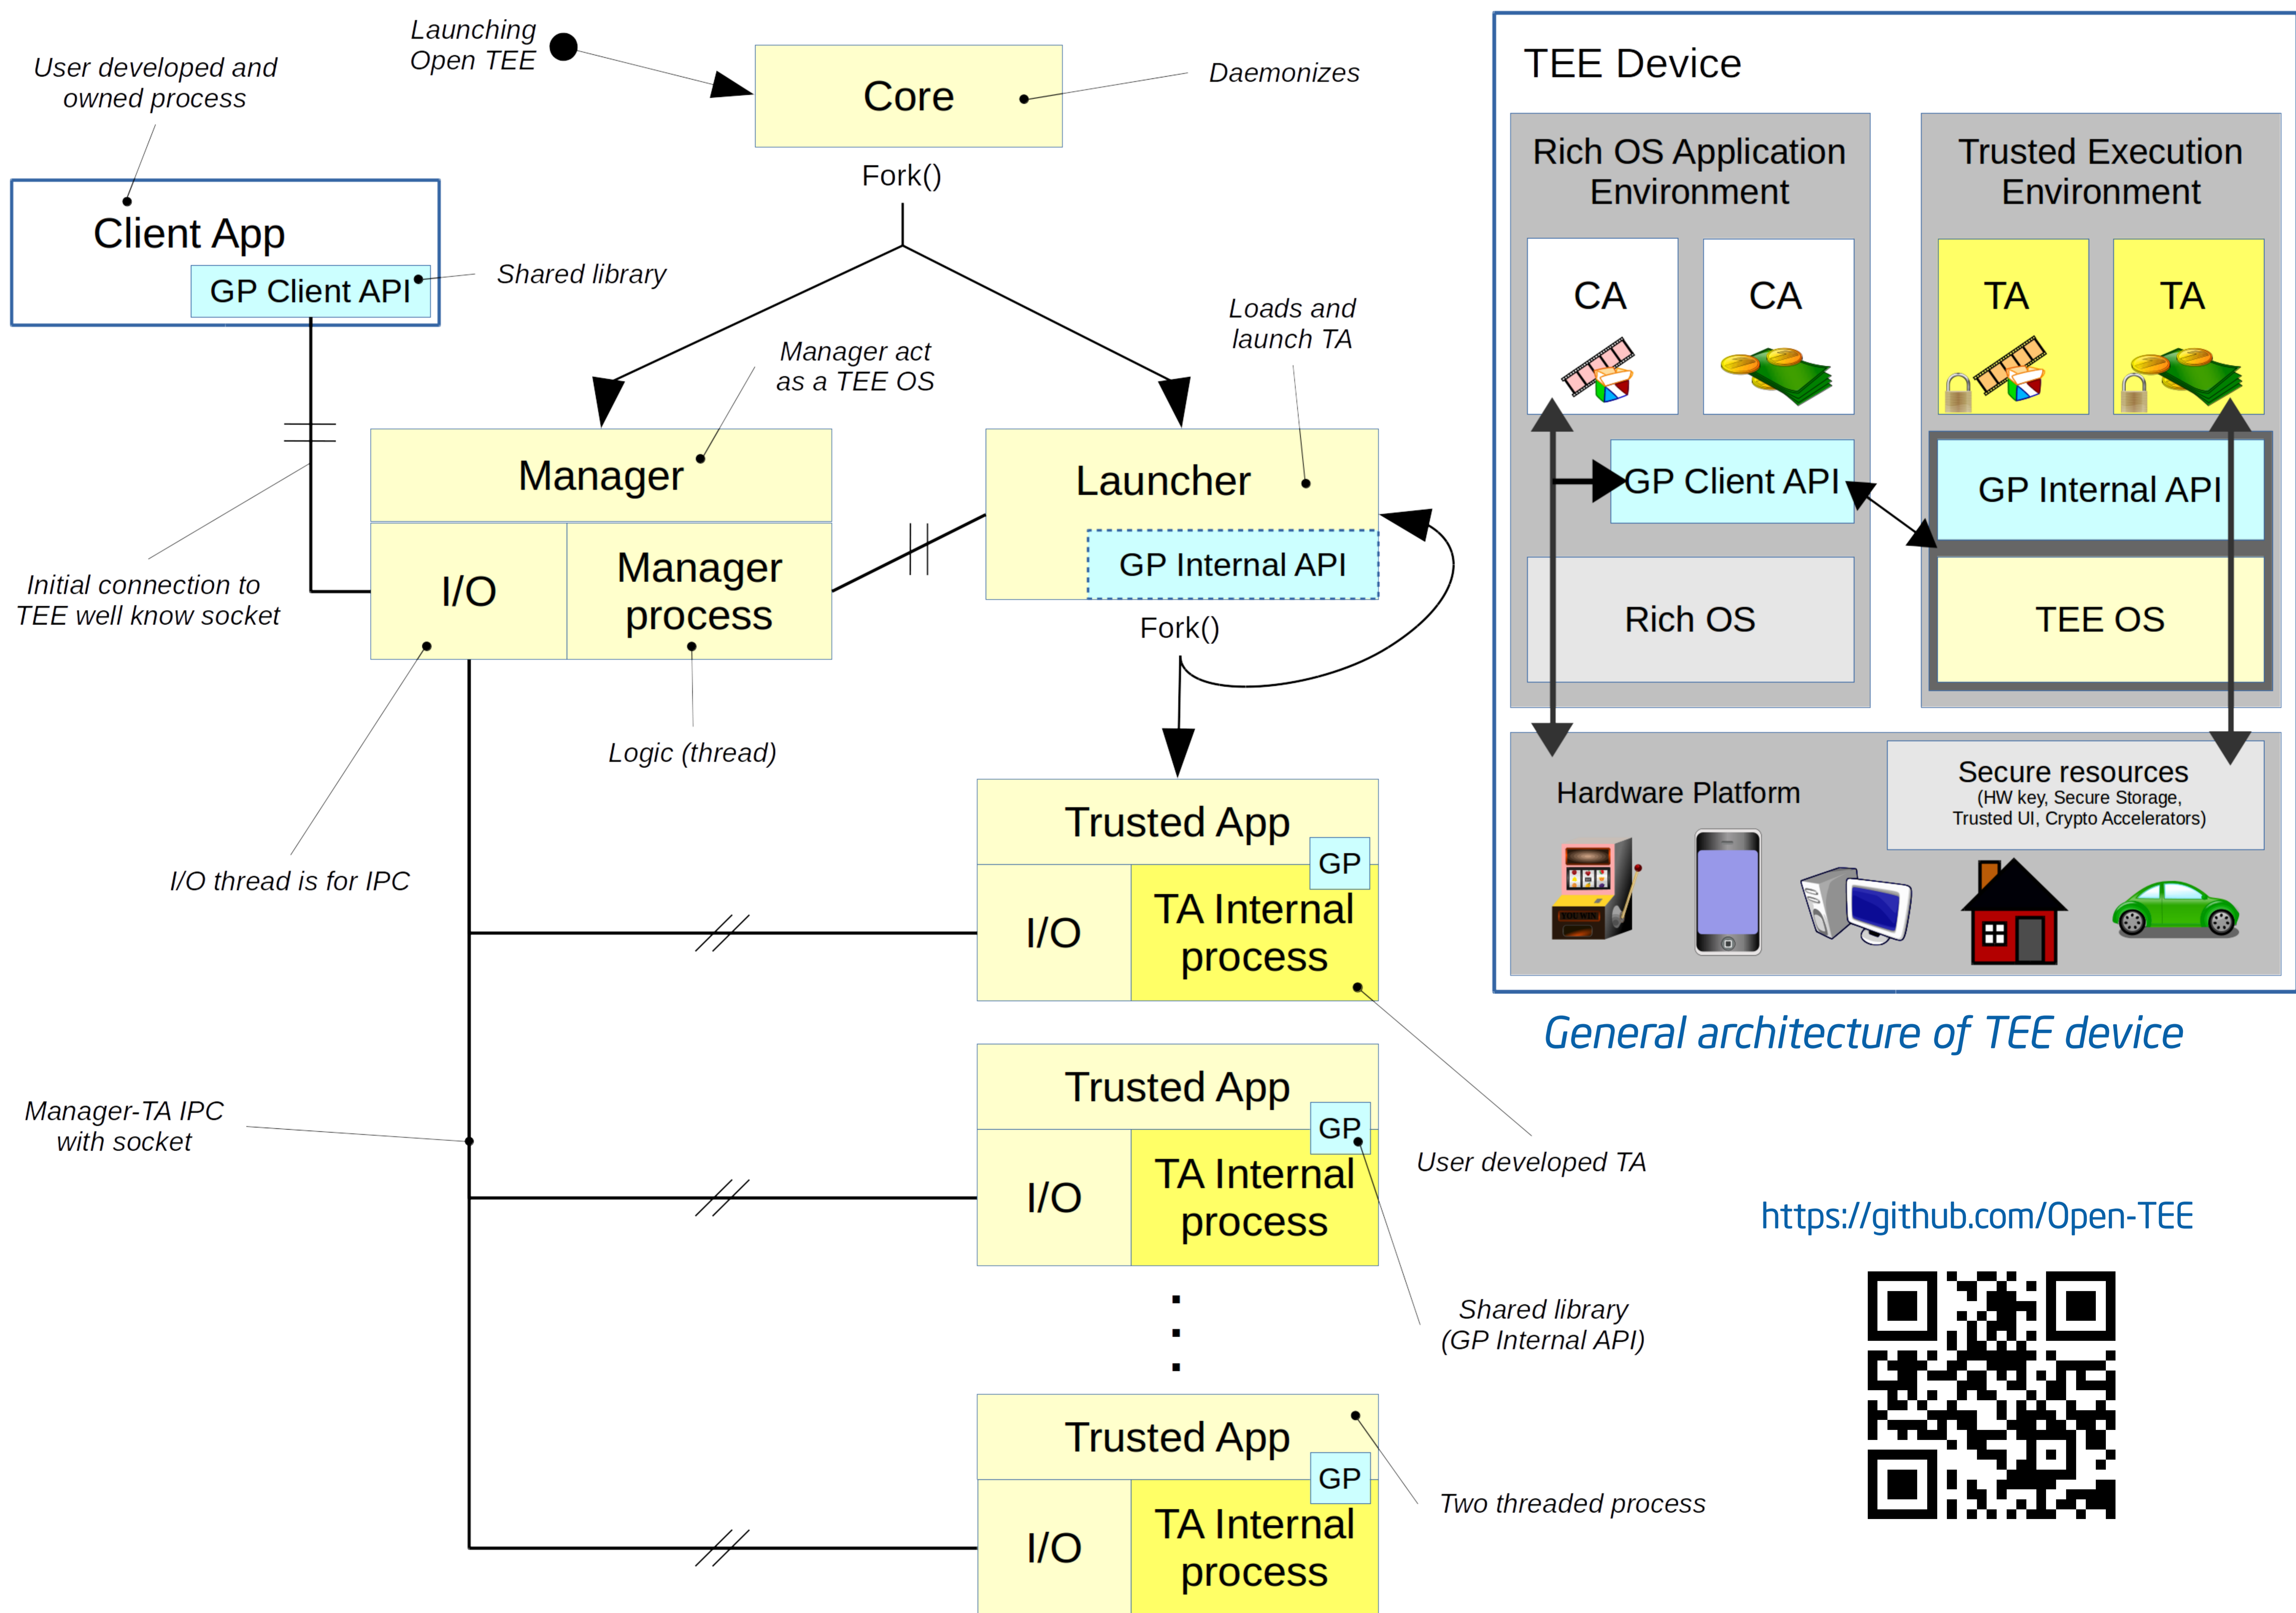 Launching
Open TEE
User developed and
owned process
Core
Daemonizes
Fork()
Client App
GP Client API
Shared library
Manager act
as a TEE OS
Loads and
launch TA
Manager
I/O
Manager
process
Launcher
GP Internal API
Fork()
Initial connection to
TEE well know socket
Logic (thread)
I/O thread is for IPC
Trusted App
GP
I/O
TA Internal
process
Manager-TA IPC
with socket
Trusted App
GP
I/O
TA Internal
process
User developed TA
Shared library
(GP Internal API)
Trusted App
GP
I/O
TA Internal
process
Two threaded process
TEE Device
Rich OS Application
Environment
CA
CA
GP Client API
Rich OS
Trusted Execution
Environment
TA
TA
GP Internal API
TEE OS
Hardware Platform
Secure resources
(HW key, Secure Storage,
Trusted UI, Crypto Accelerators)
General architecture of TEE device
https://github.com/Open-TEE